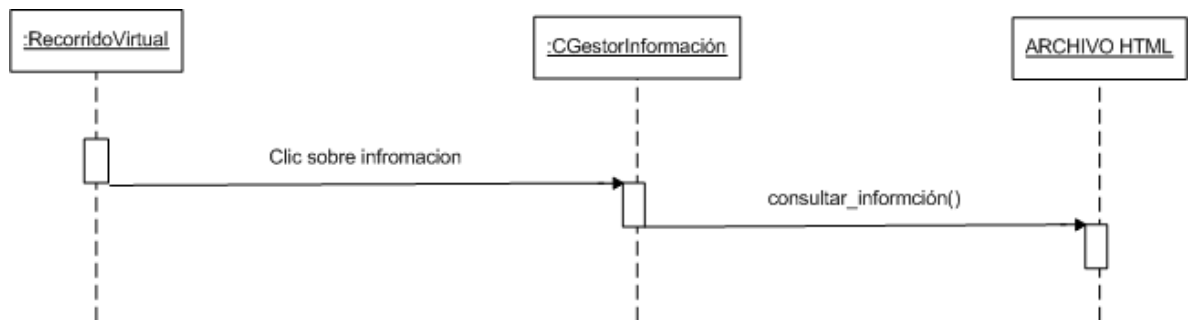 :RecorridoVirtual
:CGestorInformación
ARCHIVO HTML
Clic sobre infromacion
consultar_informción()